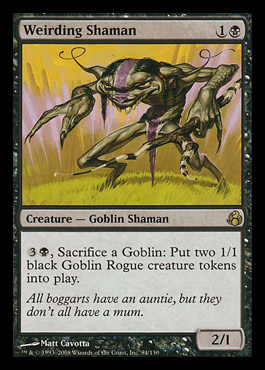 Weirding Shaman 1
Creature — Goblin Shaman
3, Sacrifice a Goblin: Put two 1/1
black Goblin Rogue creature tokens
into play.
All boggarts have an auntie, but they
don't all have a mum.
Matt Cavotta
™ & © 1993-2008 Wizards of the Coast, Inc. 84/150
2/1